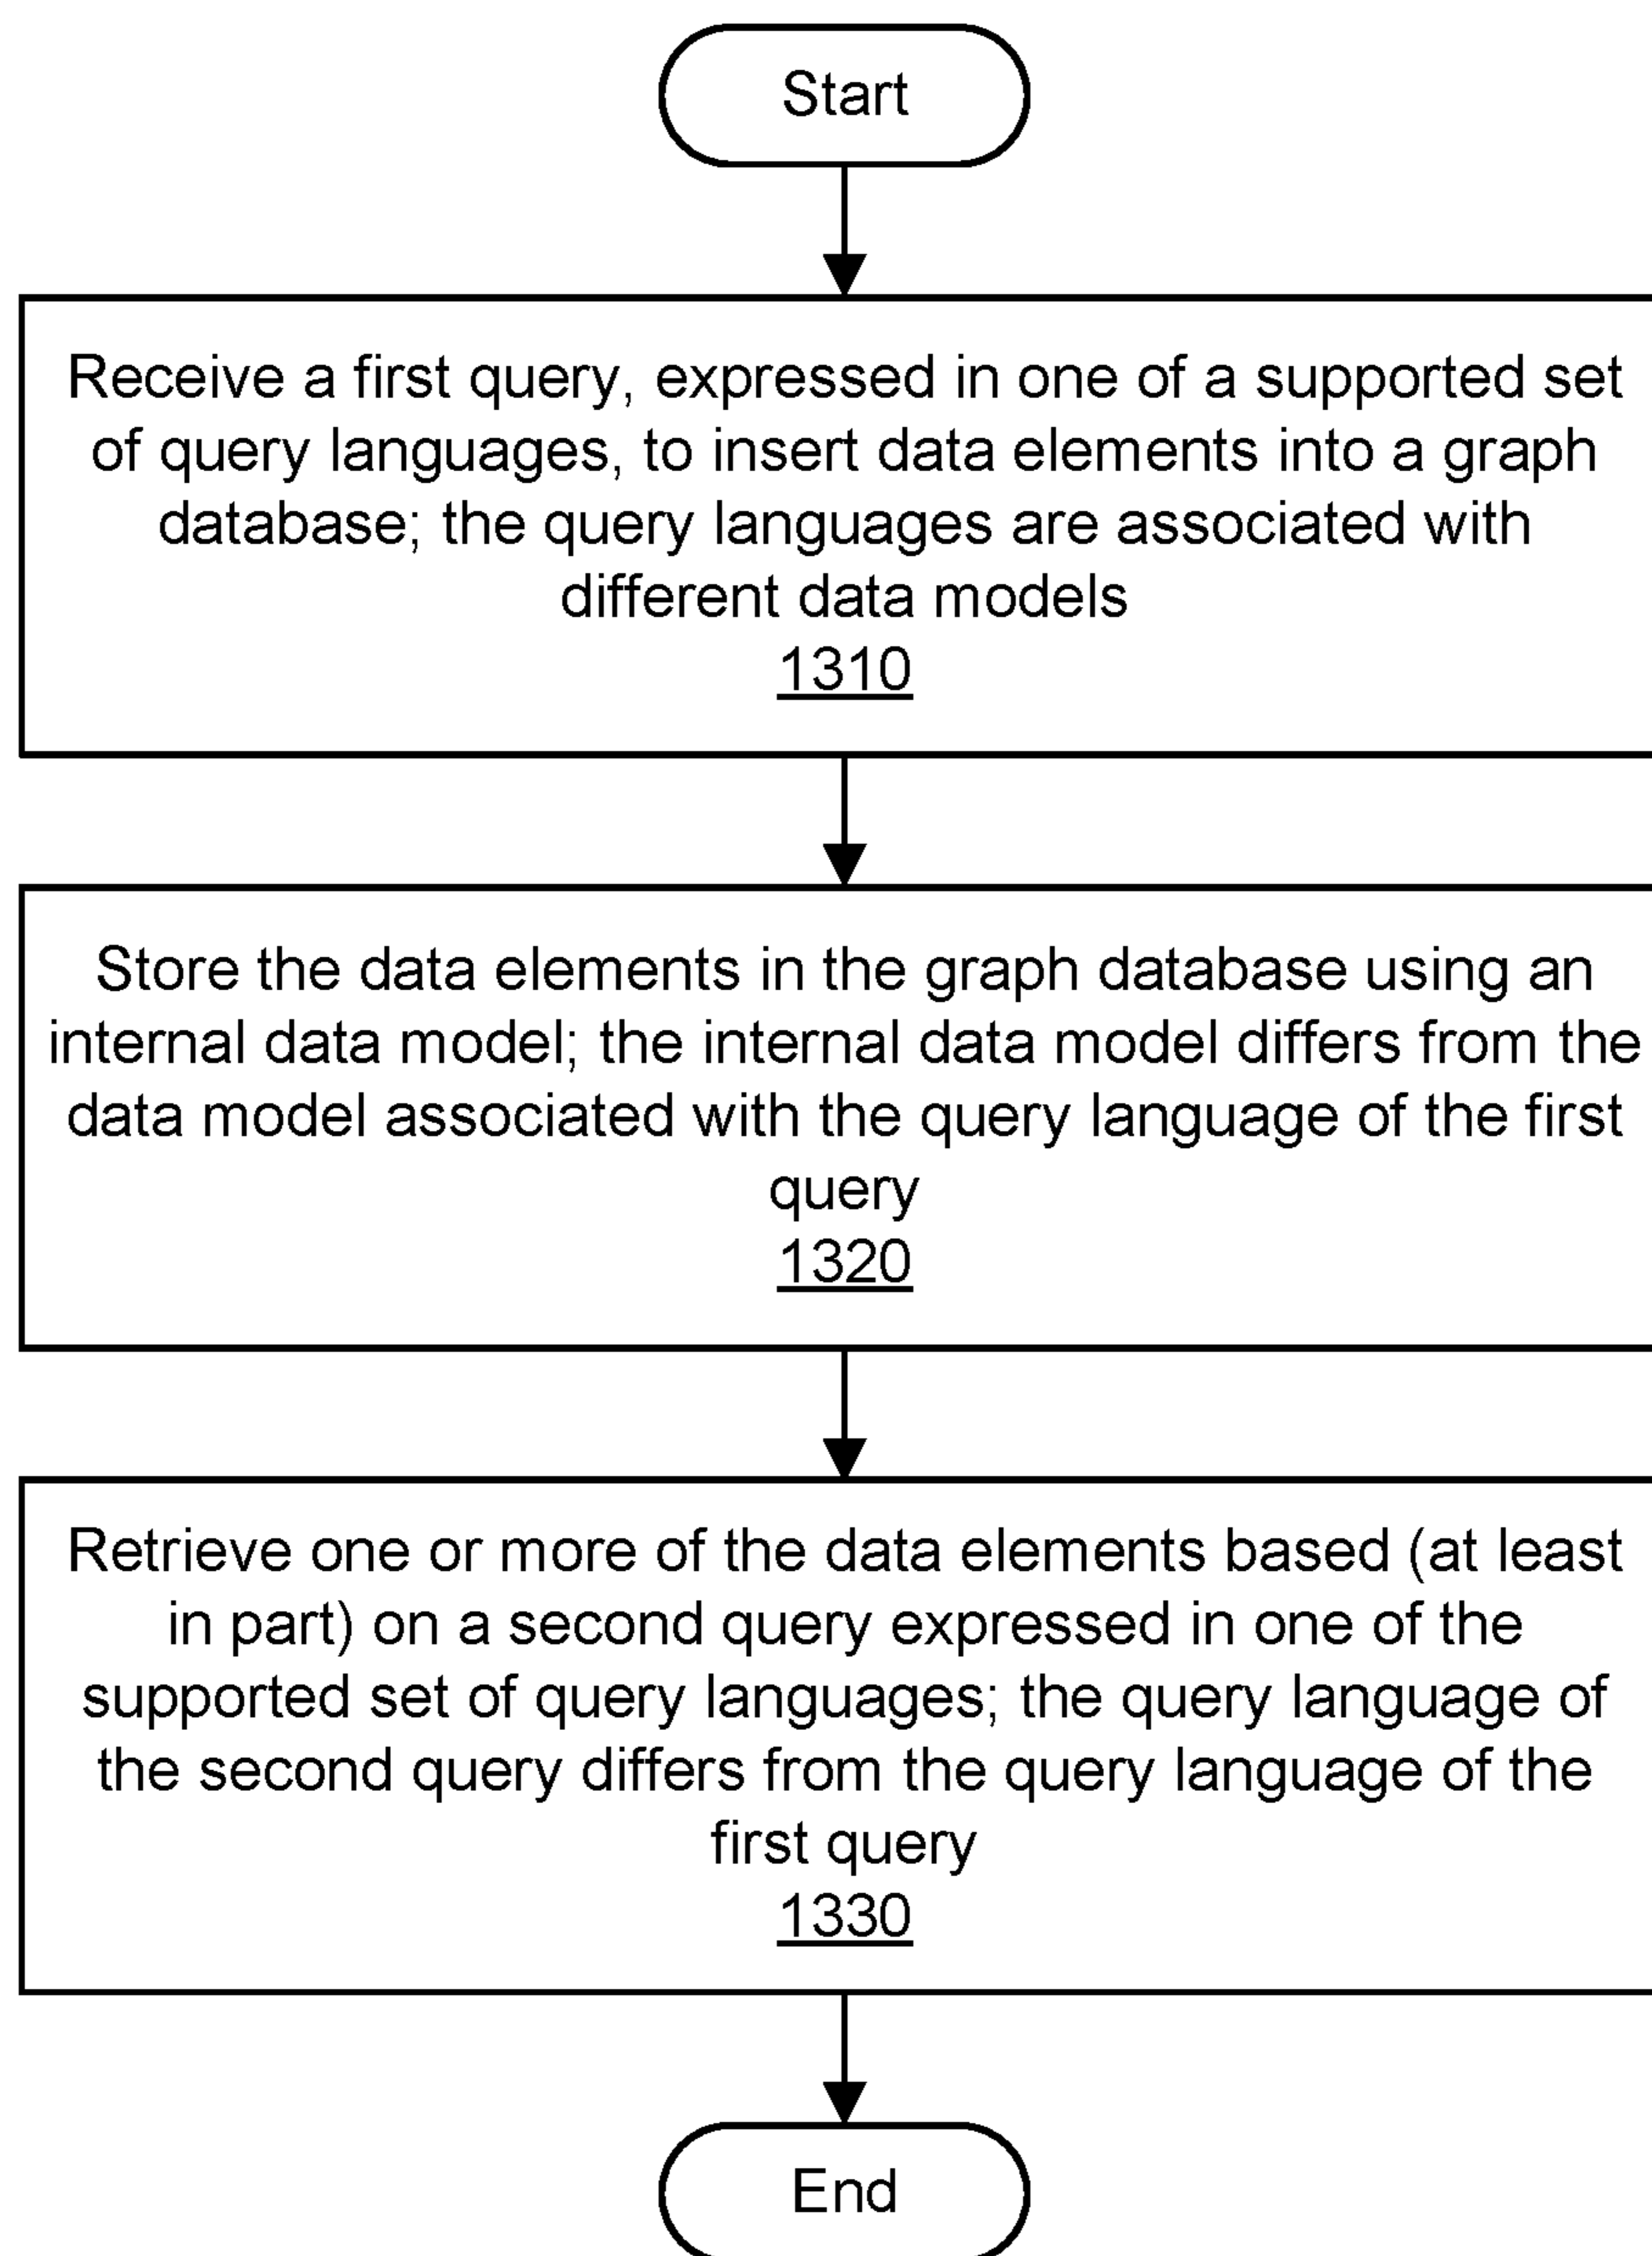 Start
Receive a first query, expressed in one of a supported set
of query languages, to insert data elements into a graph
database; the query languages are associated with
different data models
1310
Store the data elements in the graph database using an
internal data model; the internal data model differs from the
data model associated with the query language of the first
query
1320
Retrieve one or more of the data elements based (at least
in part) on a second query expressed in one of the
supported set of query languages; the query language of
the second query differs from the query language of the
first query
1330
End